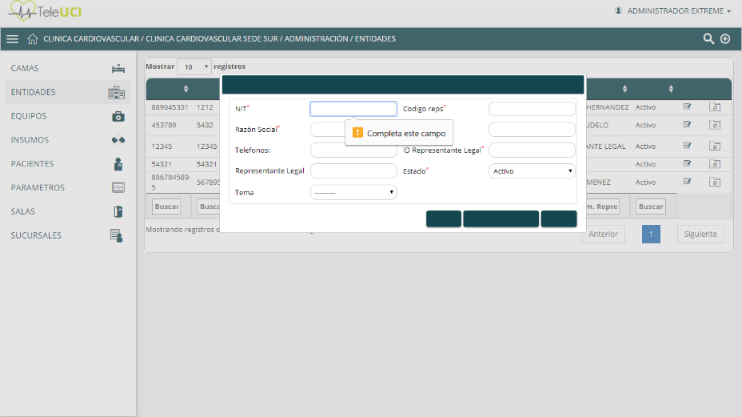 TeleUCI
ADMINISTRADOR EXTREME
CLINICA CARDIOVASCULAR / CLINICA CARDIOVASCULAR SEDE SUR / ADMINISTRACIÓN / ENTIDADES
CAMAS
ENTIDADES
EQUIPOS
INSUMOS
PACIENTES
PARAMETROS
SALAS
SUCURSALES
Mostrar 10 registros
889045331 1212 HERNANDEZ Activo
453789 5432 UDELO Activo
12345 12345 ANTE LEGAL Activo
54321 54321 Activo
896784589-5 56789 MENEZ Activo
Buscar Busca m. Repre Buscar
Mostrando registros
Anterior 1 Siguiente
NIT* Codigo reps*
Completa este campo
Razón Social*
Telefonos: ID Representante Legal*
Representante Legal Estado* Activo
Tema ---------